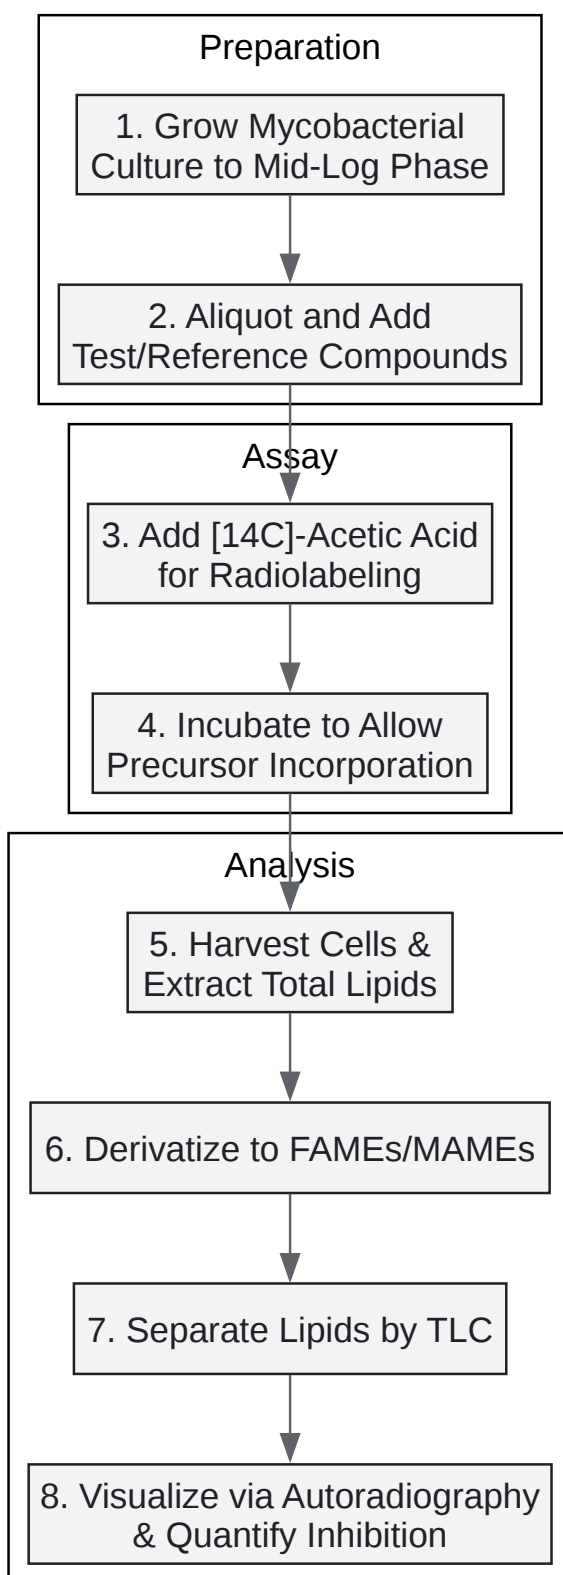 Preparation
1. Grow Mycobacterial
Culture to Mid-Log Phase
2. Aliquot and Add
Test/Reference Compounds
Assay
3. Add [14C]-Acetic Acid
for Radiolabeling
4. Incubate to Allow
Precursor Incorporation
Analysis
5. Harvest Cells &
Extract Total Lipids
6. Derivatize to FAMEs/MAMEs
7. Separate Lipids by TLC
8. Visualize via Autoradiography
& Quantify Inhibition